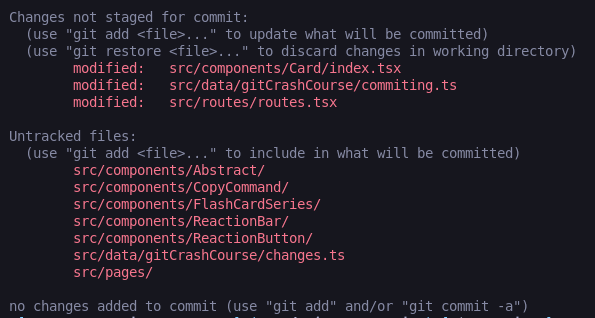 Changes not staged for commit:
  (use "git add <file>..." to update what will be committed)
  (use "git restore <file>..." to discard changes in working directory)
        modified:   src/components/Card/index.tsx
        modified:   src/data/gitCrashCourse/commiting.ts
        modified:   src/routes/routes.tsx

Untracked files:
  (use "git add <file>..." to include in what will be committed)
        src/components/Abstract/
        src/components/CopyCommand/
        src/components/FlashCardSeries/
        src/components/ReactionBar/
        src/components/ReactionButton/
        src/data/gitCrashCourse/changes.ts
        src/pages/

no changes added to commit (use "git add" and/or "git commit -a")